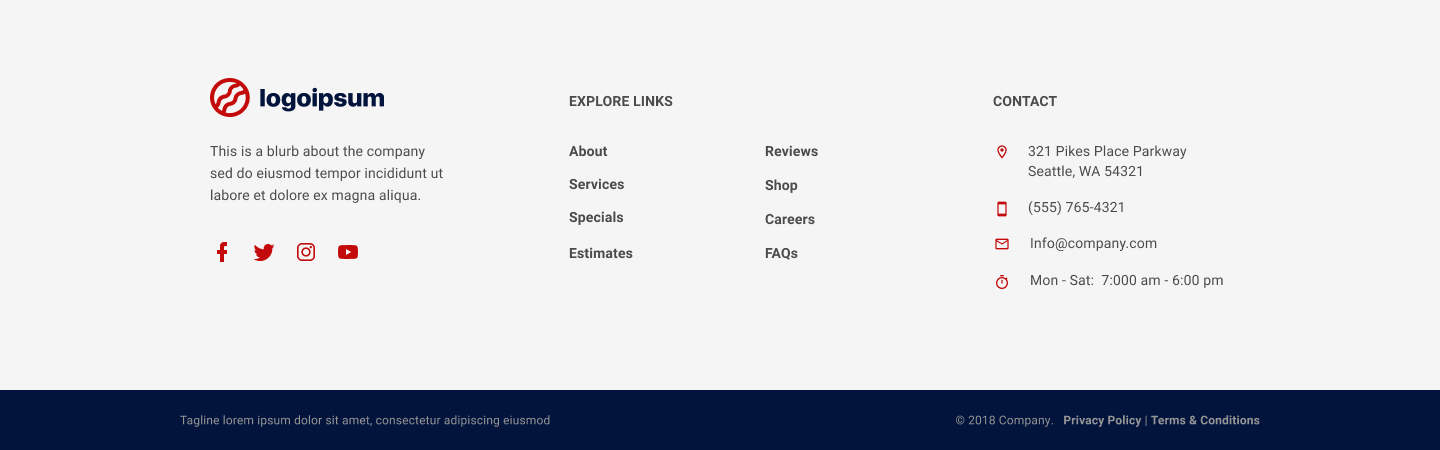 logoipsum
This is a blurb about the company
sed do eiusmod tempor incididunt ut
labore et dolore ex magna aliqua.
EXPLORE LINKS
About
Services
Specials
Estimates
Reviews
Shop
Careers
FAQs
CONTACT
321 Pikes Place Parkway
Seattle, WA 54321
(555) 765-4321
Info@company.com
Mon - Sat:  7:000 am - 6:00 pm
Tagline lorem ipsum dolor sit amet, consectetur adipiscing eiusmod
© 2018 Company.   Privacy Policy | Terms & Conditions